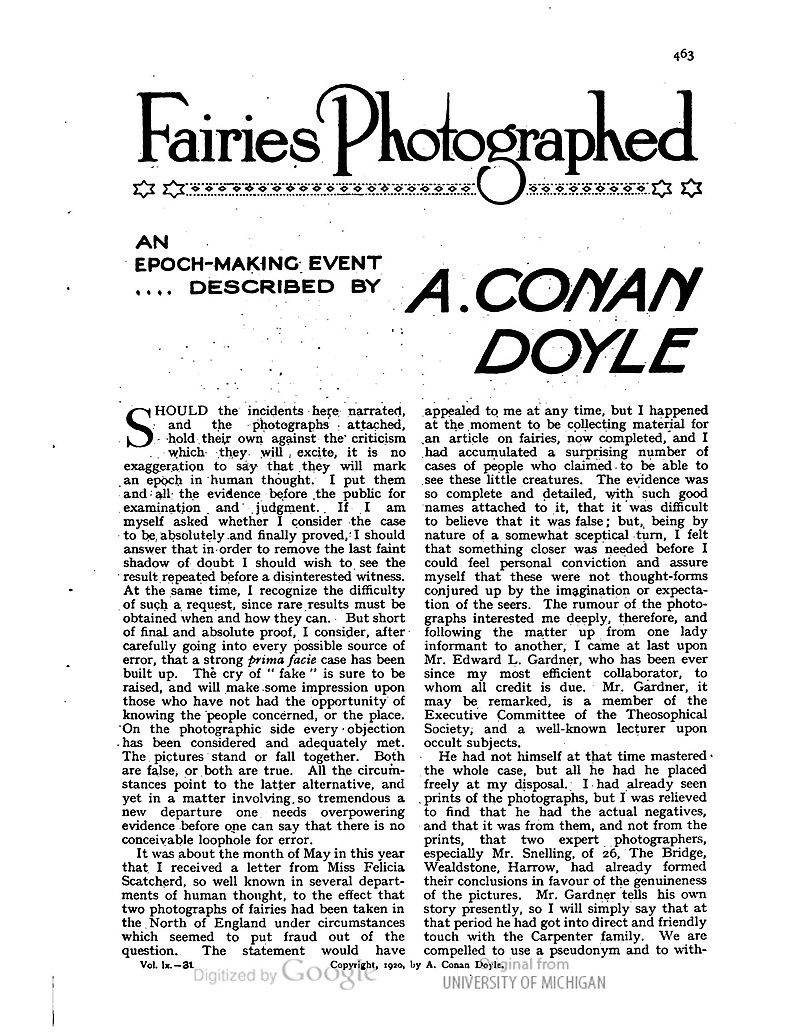 463
Fairies Photographed
AN
EPOCH-MAKING EVENT
.... DESCRIBED BY
A. CONAN
DOYLE
SHOULD the incidents here narrated,
and the photographs attached,
hold their own against the criticism
which they will excite, it is no
exaggeration to say that they will mark
an epoch in human thought. I put them
and all the evidence before the public for
examination and judgment. If I am
myself asked whether I consider the case
to be absolutely and finally proved, I should
answer that in order to remove the last faint
shadow of doubt I should wish to see the
result repeated before a disinterested witness.
At the same time, I recognize the difficulty
of such a request, since rare results must be
obtained when and how they can. But short
of final and absolute proof, I consider, after
carefully going into every possible source of
error, that a strong prima facie case has been
built up. The cry of " fake " is sure to be
raised, and will make some impression upon
those who have not had the opportunity of
knowing the people concerned, or the place.
On the photographic side every objection
has been considered and adequately met.
The pictures stand or fall together. Both
are false, or both are true. All the circum-
stances point to the latter alternative, and
yet in a matter involving so tremendous a
new departure one needs overpowering
evidence before one can say that there is no
conceivable loophole for error.
It was about the month of May in this year
that I received a letter from Miss Felicia
Scatcherd, so well known in several depart-
ments of human thought, to the effect that
two photographs of fairies had been taken in
the North of England under circumstances
which seemed to put fraud out of the
question. The statement would have
appealed to me at any time, but I happened
at the moment to be collecting material for
an article on fairies, now completed, and I
had accumulated a surprising number of
cases of people who claimed to be able to
see these little creatures. The evidence was
so complete and detailed, with such good
names attached to it, that it was difficult
to believe that it was false ; but, being by
nature of a somewhat sceptical turn, I felt
that something closer was needed before I
could feel personal conviction and assure
myself that these were not thought-forms
conjured up by the imagination or expecta-
tion of the seers. The rumour of the photo-
graphs interested me deeply, therefore, and
following the matter up from one lady
informant to another, I came at last upon
Mr. Edward L. Gardner, who has been ever
since my most efficient collaborator, to
whom all credit is due. Mr. Gardner, it
may be remarked, is a member of the
Executive Committee of the Theosophical
Society, and a well-known lecturer upon
occult subjects.
He had not himself at that time mastered
the whole case, but all he had he placed
freely at my disposal. I had already seen
prints of the photographs, but I was relieved
to find that he had the actual negatives,
and that it was from them, and not from the
prints, that two expert photographers,
especially Mr. Snelling, of 26, The Bridge,
Wealdstone, Harrow, had already formed
their conclusions in favour of the genuineness
of the pictures. Mr. Gardner tells his own
story presently, so I will simply say that at
that period he had got into direct and friendly
touch with the Carpenter family. We are
compelled to use a pseudonym and to with-
Vol. lx.—31.
Copyright, 1920, by A. Conan Doyle.
Digitized by Google
Original from
UNIVERSITY OF MICHIGAN